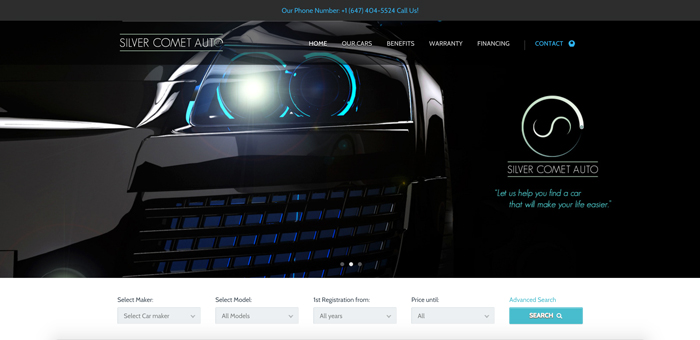 Our Phone Number: +1 (647) 404-5524 Call Us!
SILVER COMET AUTO
HOME OUR CARS BENEFITS WARRANTY FINANCING CONTACT
SILVER COMET AUTO
"Let us help you find a car
that will make your life easier."
Select Maker: Select Model: 1st Registration from: Price until: Advanced Search
Select Car maker All Models All years All SEARCH